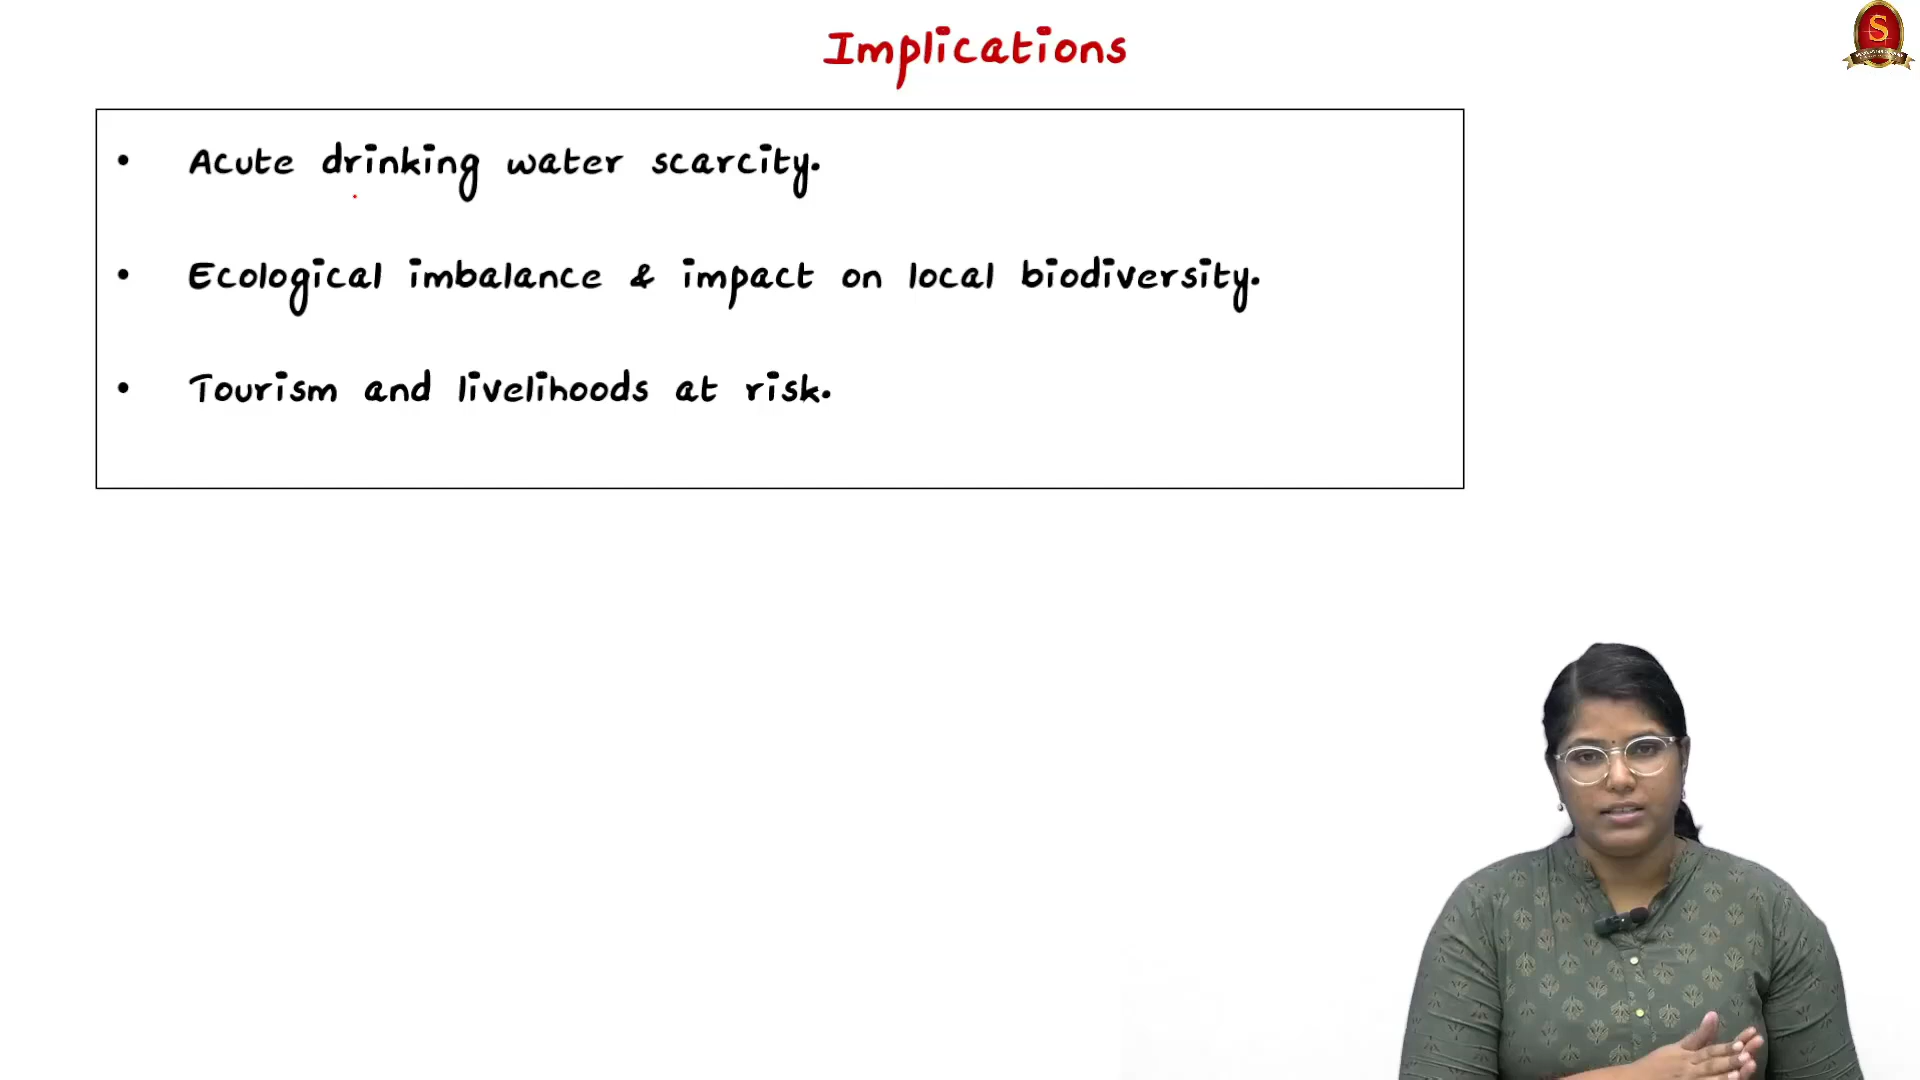 Implications
• Acute drinking water scarcity.
• Ecological imbalance & impact on local biodiversity.
• Tourism and livelihoods at risk.
S